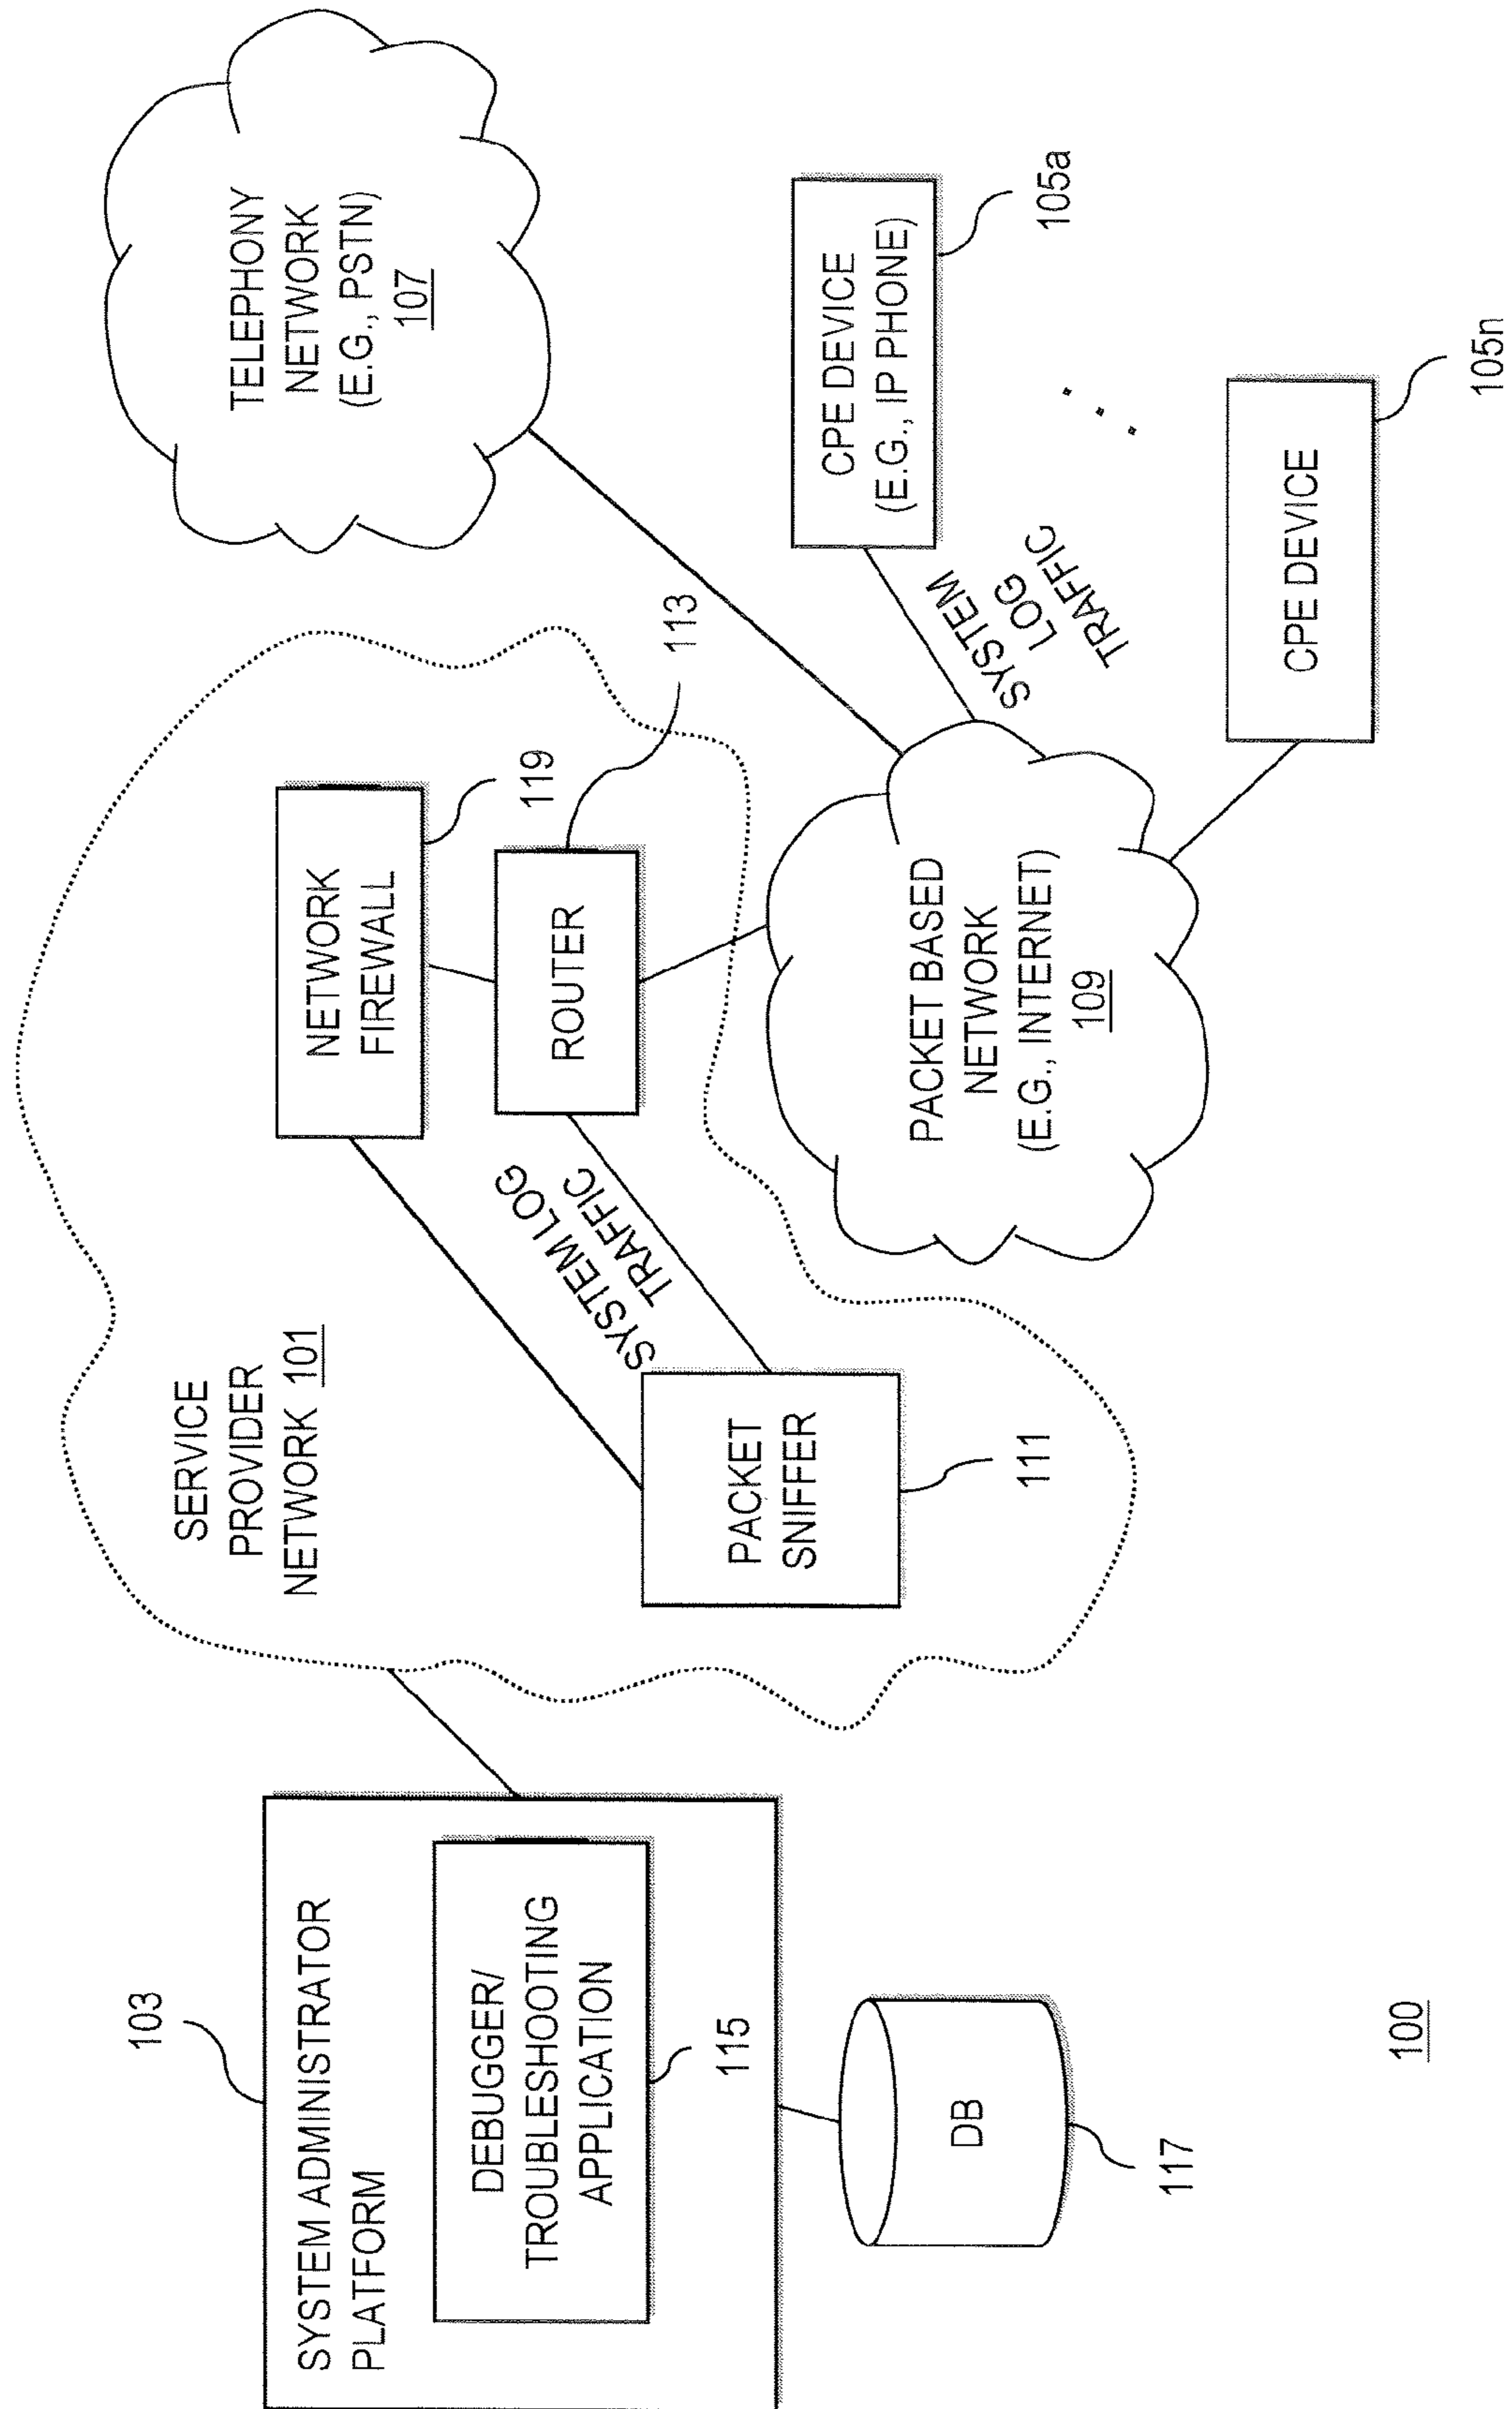 SYSTEM ADMINISTRATOR
PLATFORM
103
DEBUGGER/
TROUBLESHOOTING
APPLICATION
115
DB
117
SERVICE
PROVIDER
NETWORK 101
PACKET
SNIFFER
111
SYSTEM LOG
TRAFFIC
NETWORK
FIREWALL
119
ROUTER
113
TELEPHONY
NETWORK
(E.G., PSTN)
107
PACKET BASED
NETWORK
(E.G., INTERNET)
109
SYSTEM
LOG
TRAFFIC
CPE DEVICE
(E.G., IP PHONE)
105a
. . .
CPE DEVICE
105n
100